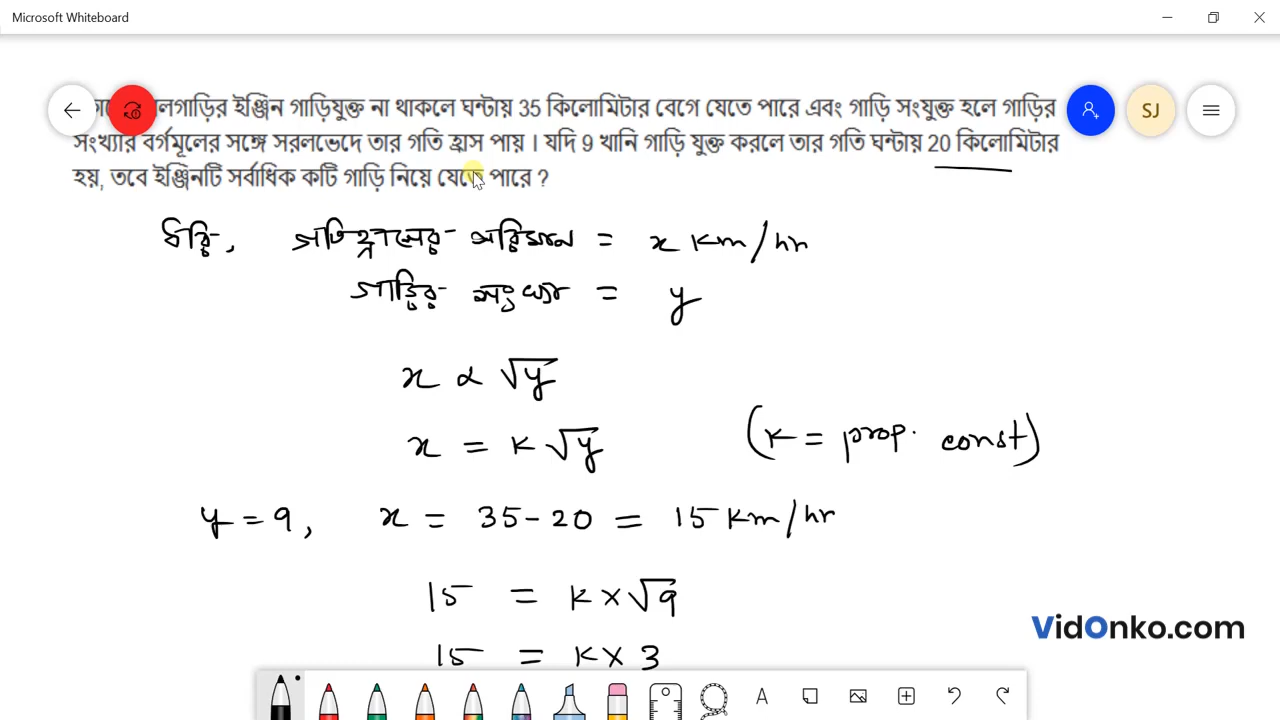 Microsoft Whiteboard
লগাড়ির ইঞ্জিন গাড়িযুক্ত না থাকলে ঘন্টায় 35 কিলোমিটার বেগে যেতে পারে এবং গাড়ি সংযুক্ত হলে গাড়ির
সংখ্যার বর্গমূলের সঙ্গে সরলভেদে তার গতি হ্রাস পায় । যদি 9 খানি গাড়ি যুক্ত করলে তার গতি ঘন্টায় 20 কিলোমিটার
হয়, তবে ইঞ্জিনটি সর্বাধিক কটি গাড়ি নিয়ে যেতে পারে ?
SJ
ধরি, গতিহ্রাসের পরিমান = x Km/hr
গাড়ির সংখ্যা = y
x ∝ √y
x = K√y (K = prop. const)
y = 9, x = 35-20 = 15 Km/hr
15 = K × √9
15 = K × 3
VidOnko.com
A